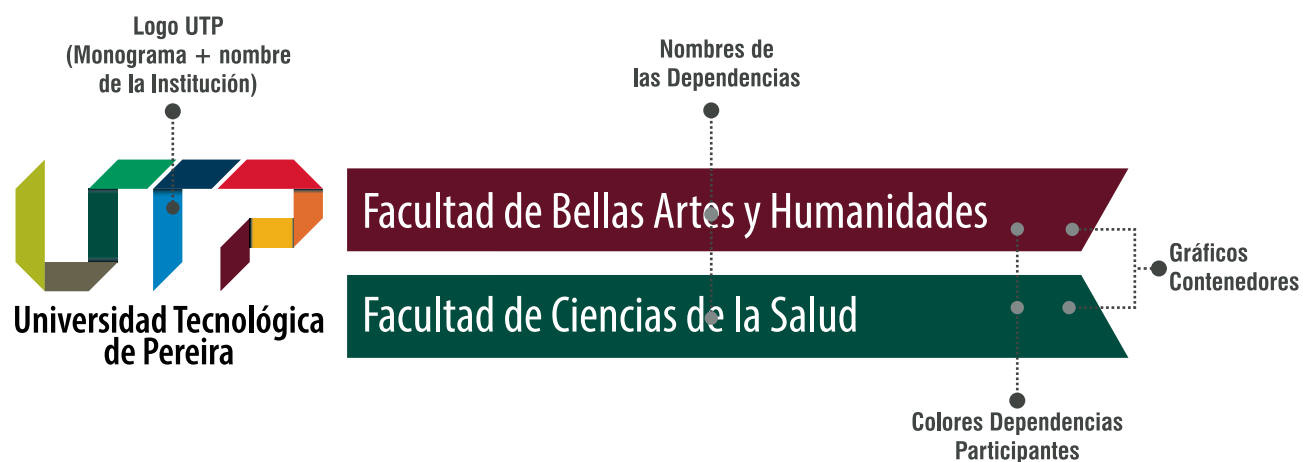 Logo UTP
(Monograma + nombre
de la Institución)
Nombres de
las Dependencias
UTP
Universidad Tecnológica
de Pereira
Facultad de Bellas Artes y Humanidades
Facultad de Ciencias de la Salud
Gráficos
Contenedores
Colores Dependencias
Participantes